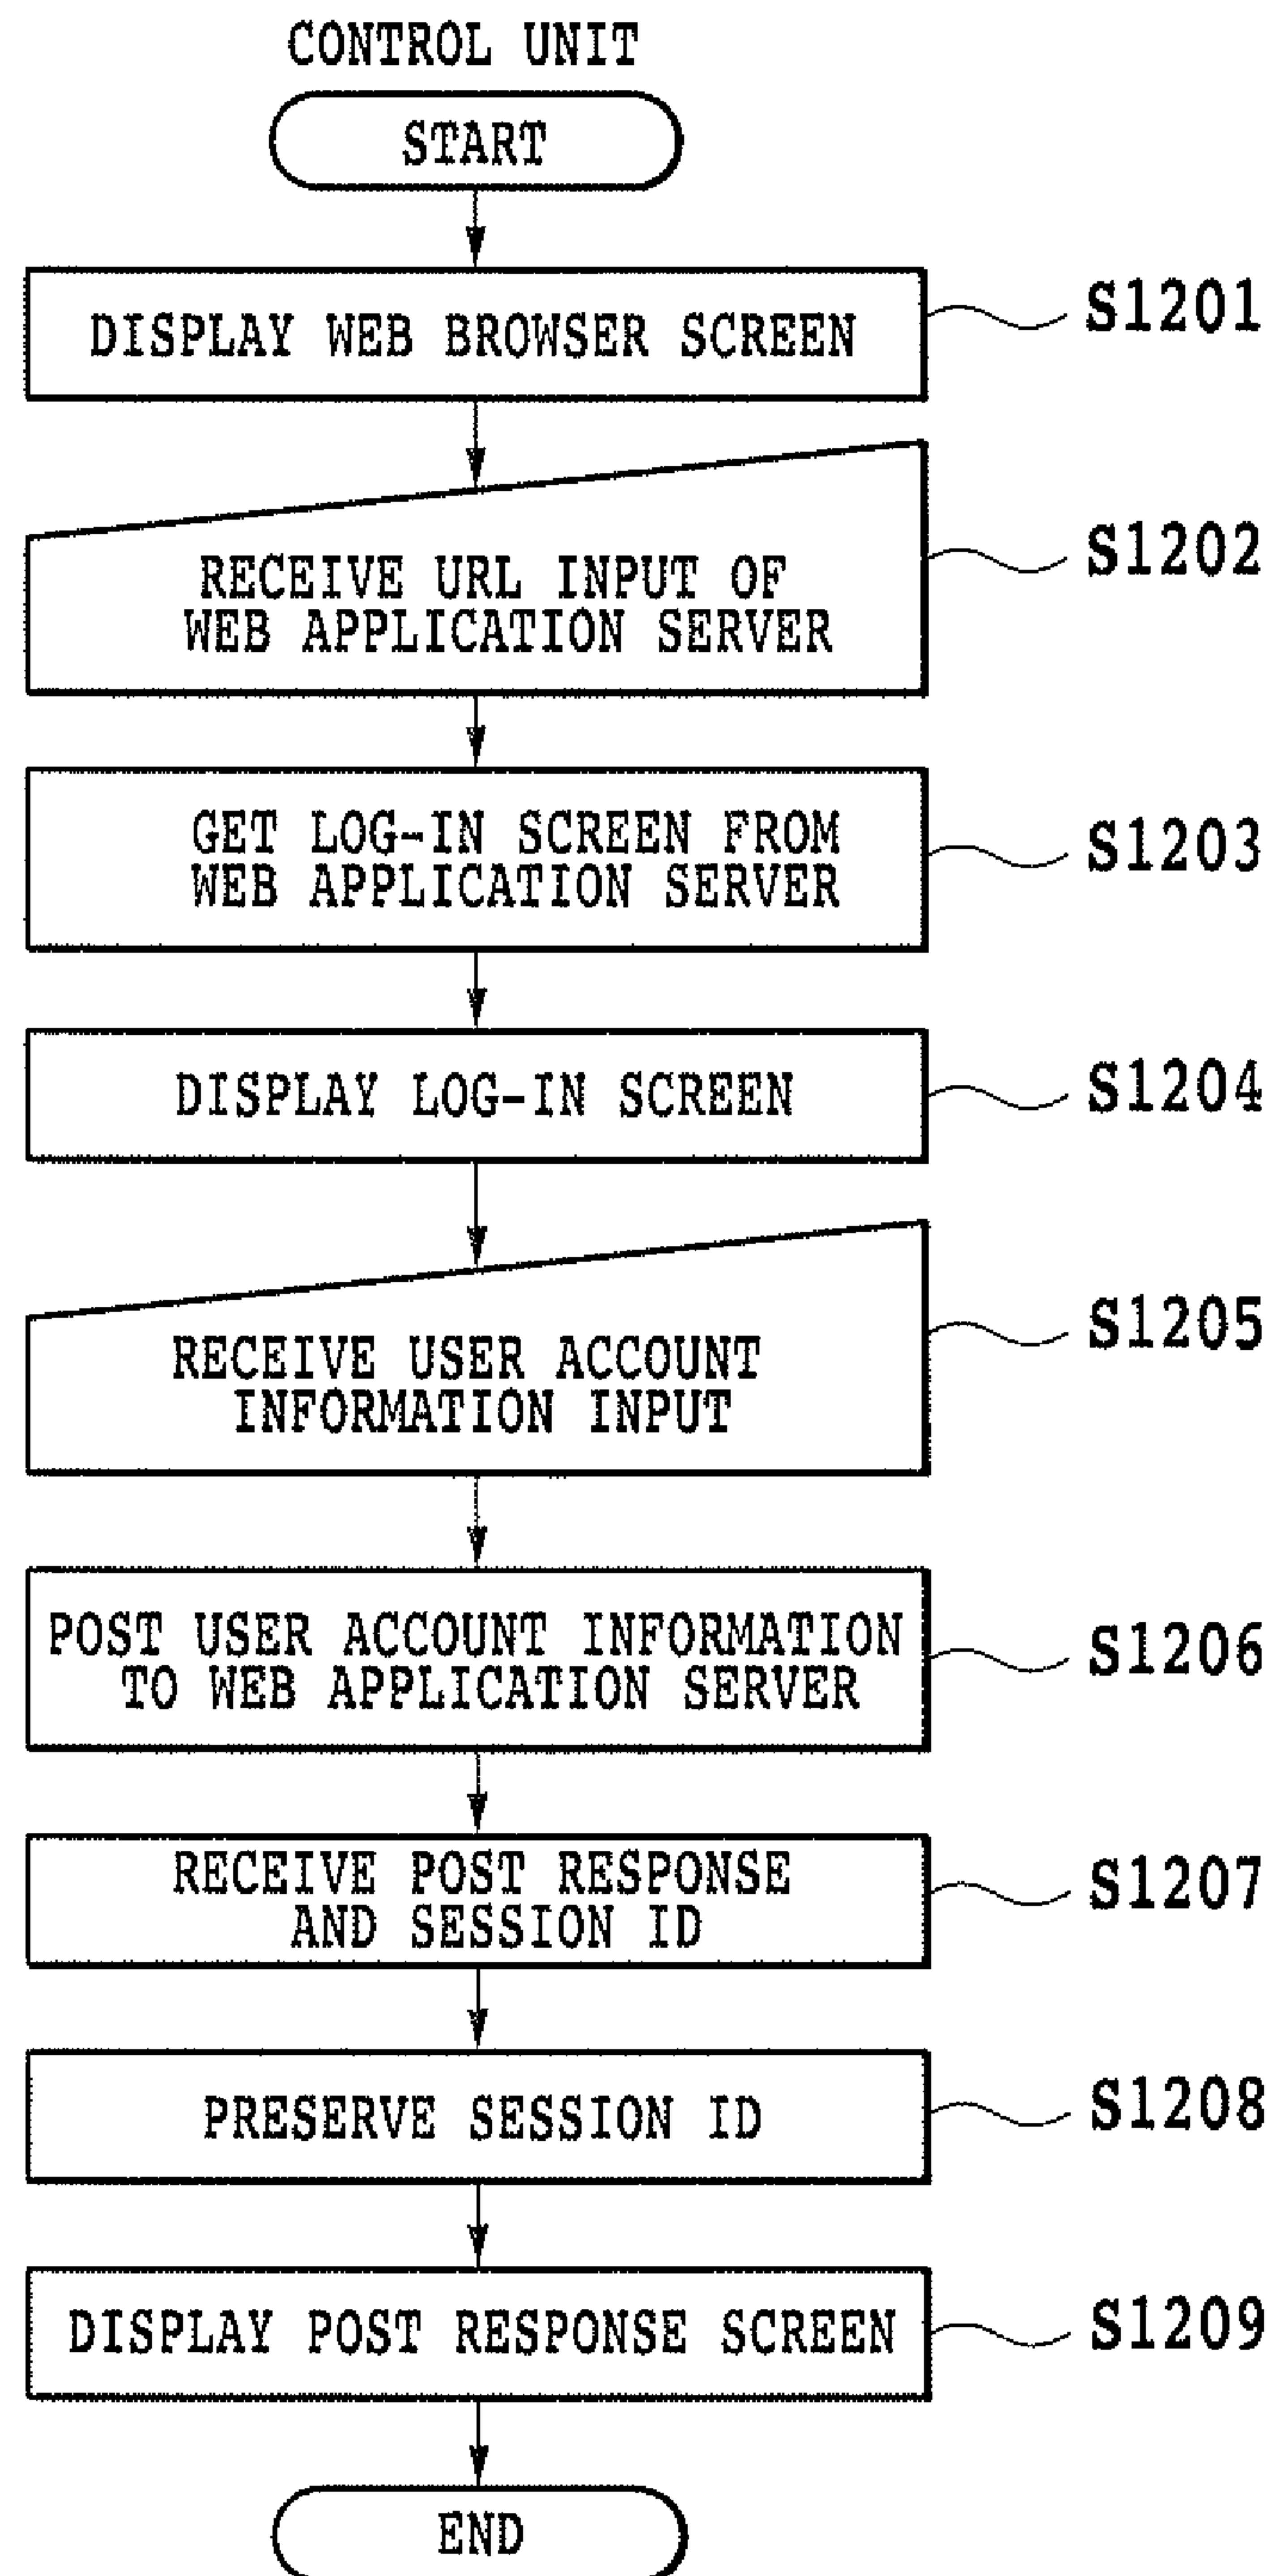 CONTROL UNIT
START
DISPLAY WEB BROWSER SCREEN
S1201
RECEIVE URL INPUT OF
WEB APPLICATION SERVER
S1202
GET LOG-IN SCREEN FROM
WEB APPLICATION SERVER
S1203
DISPLAY LOG-IN SCREEN
S1204
RECEIVE USER ACCOUNT
INFORMATION INPUT
S1205
POST USER ACCOUNT INFORMATION
TO WEB APPLICATION SERVER
S1206
RECEIVE POST RESPONSE
AND SESSION ID
S1207
PRESERVE SESSION ID
S1208
DISPLAY POST RESPONSE SCREEN
S1209
END